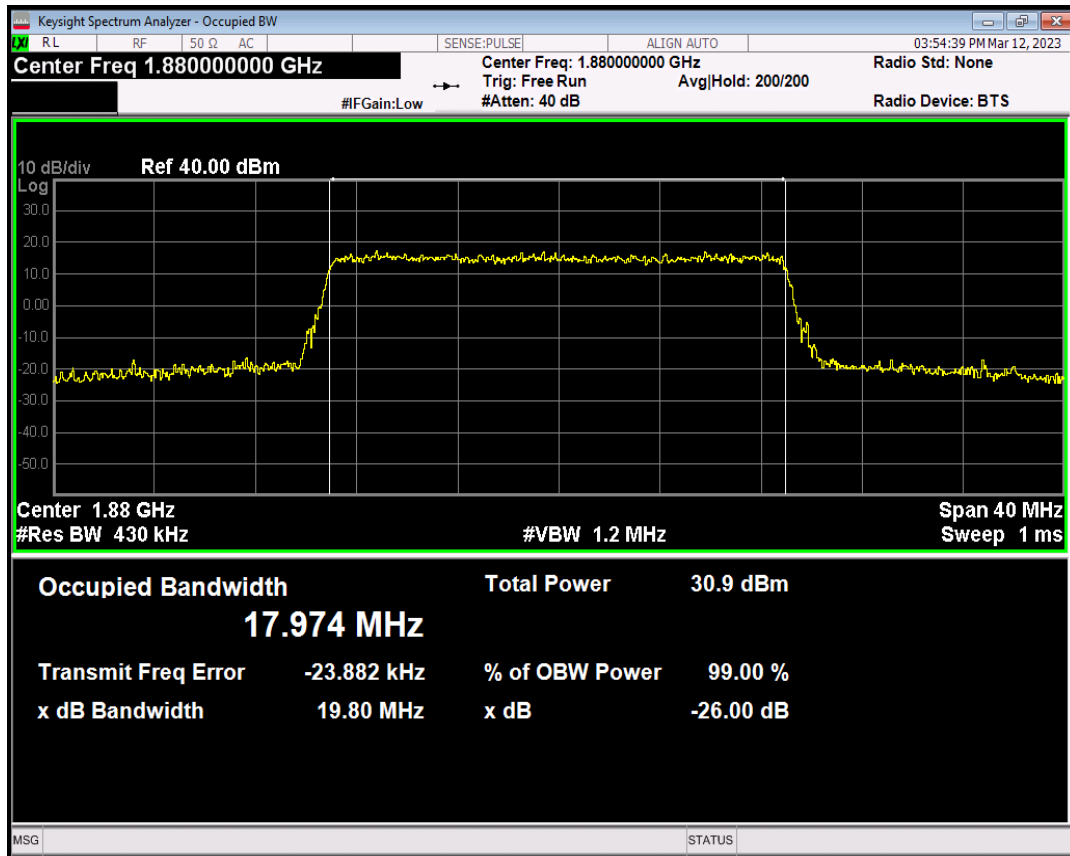 Keysight Spectrum Analyzer - Occupied BW
LXI RL RF 50 Ω AC SENSE:PULSE ALIGN AUTO 03:54:39 PM Mar 12, 2023
Center Freq 1.880000000 GHz Center Freq: 1.880000000 GHz Radio Std: None
Trig: Free Run Avg|Hold: 200/200
#IFGain:Low #Atten: 40 dB Radio Device: BTS
10 dB/div Ref 40.00 dBm
Log
30.0
20.0
10.0
0.00
-10.0
-20.0
-30.0
-40.0
-50.0
Center 1.88 GHz Span 40 MHz
#Res BW 430 kHz #VBW 1.2 MHz Sweep 1 ms
Occupied Bandwidth Total Power 30.9 dBm
17.974 MHz
Transmit Freq Error -23.882 kHz % of OBW Power 99.00 %
x dB Bandwidth 19.80 MHz x dB -26.00 dB
MSG STATUS